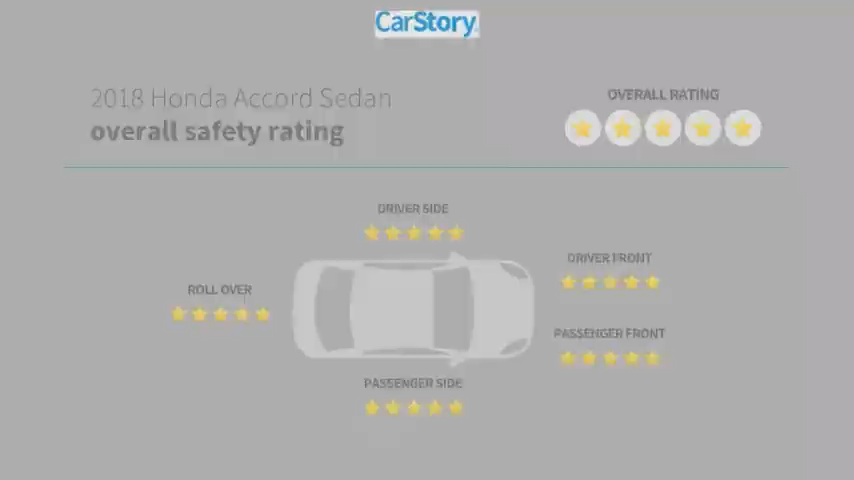 CarStory
2018 Honda Accord Sedan
overall safety rating
OVERALL RATING
DRIVER SIDE
DRIVER FRONT
ROLL OVER
PASSENGER FRONT
PASSENGER SIDE